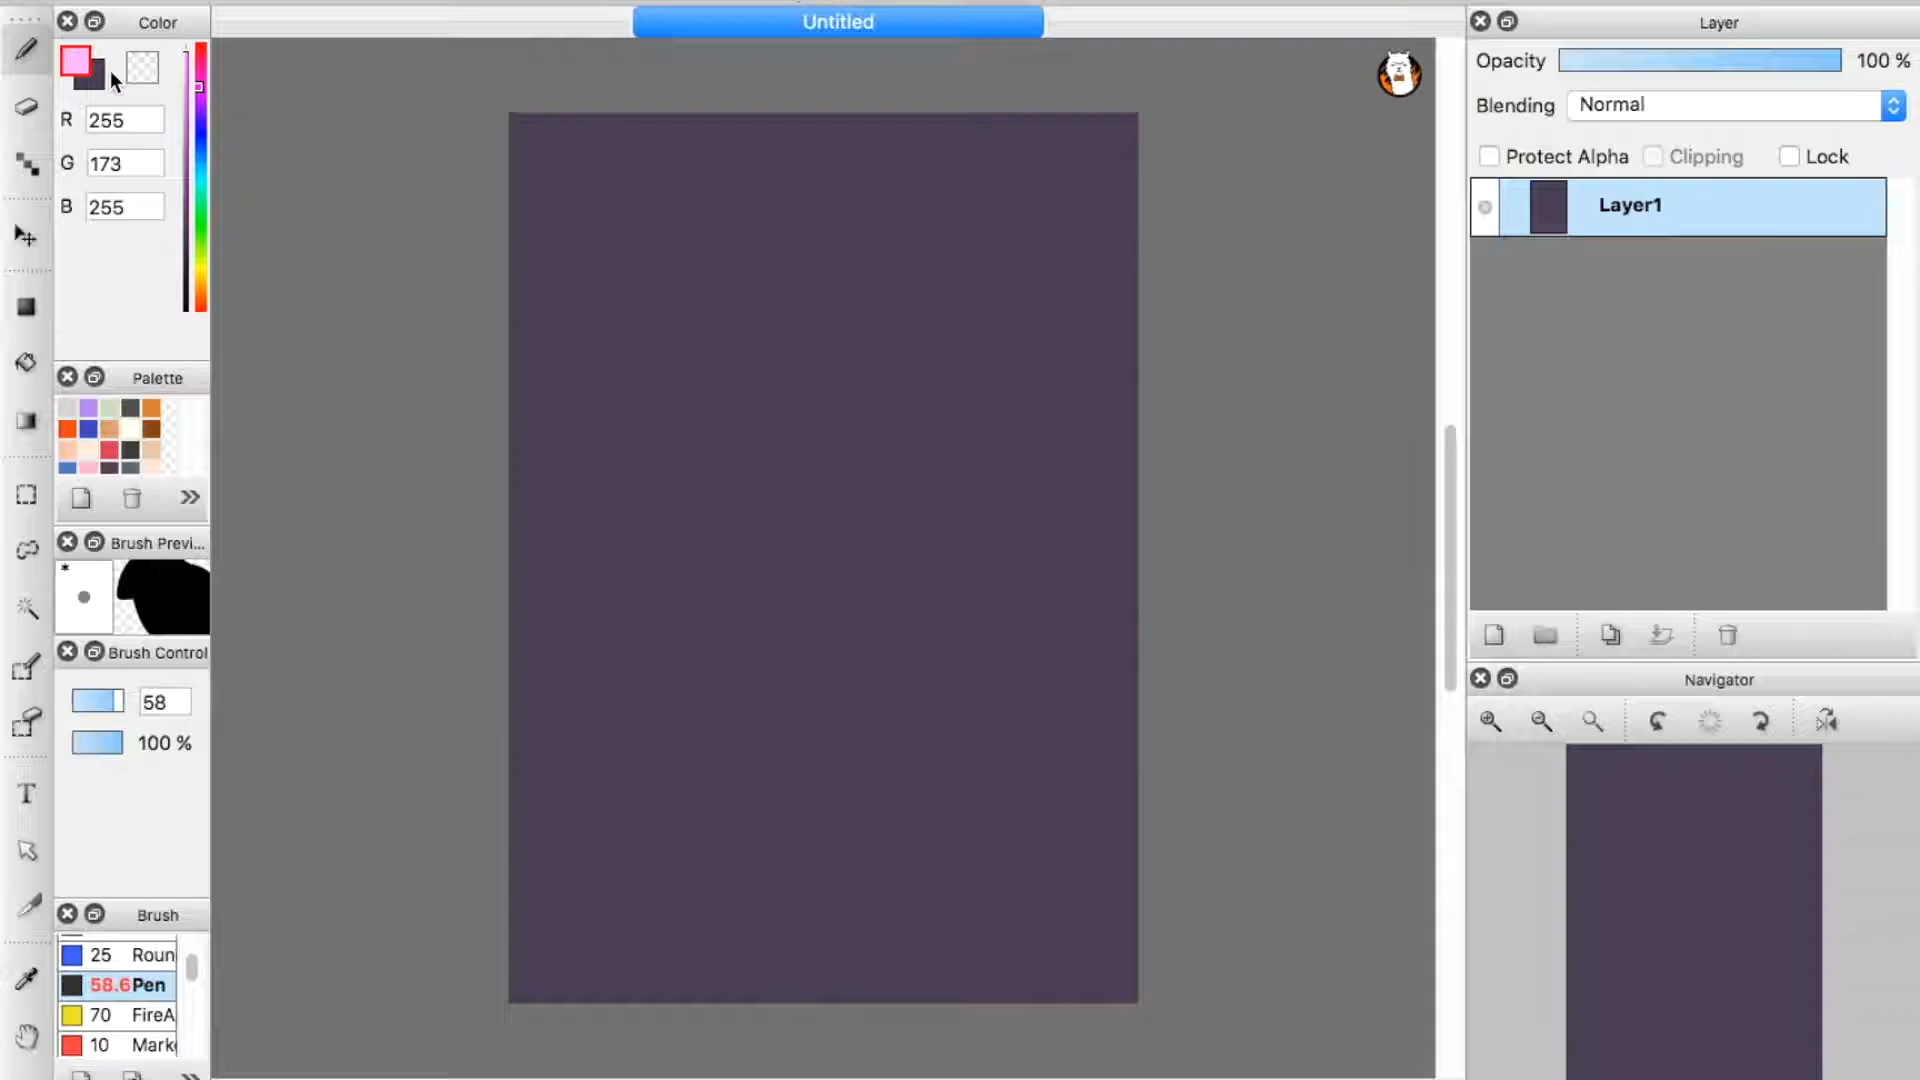 Color
Untitled
Layer
Opacity 100 %
Blending Normal
Protect Alpha Clipping Lock
R 255
G 173
B 255
Layer1
Palette
Brush Previ...
*
Brush Control
58
100 %
Navigator
T
Brush
25 Roun
58.6 Pen
70 FireA
10 Mark